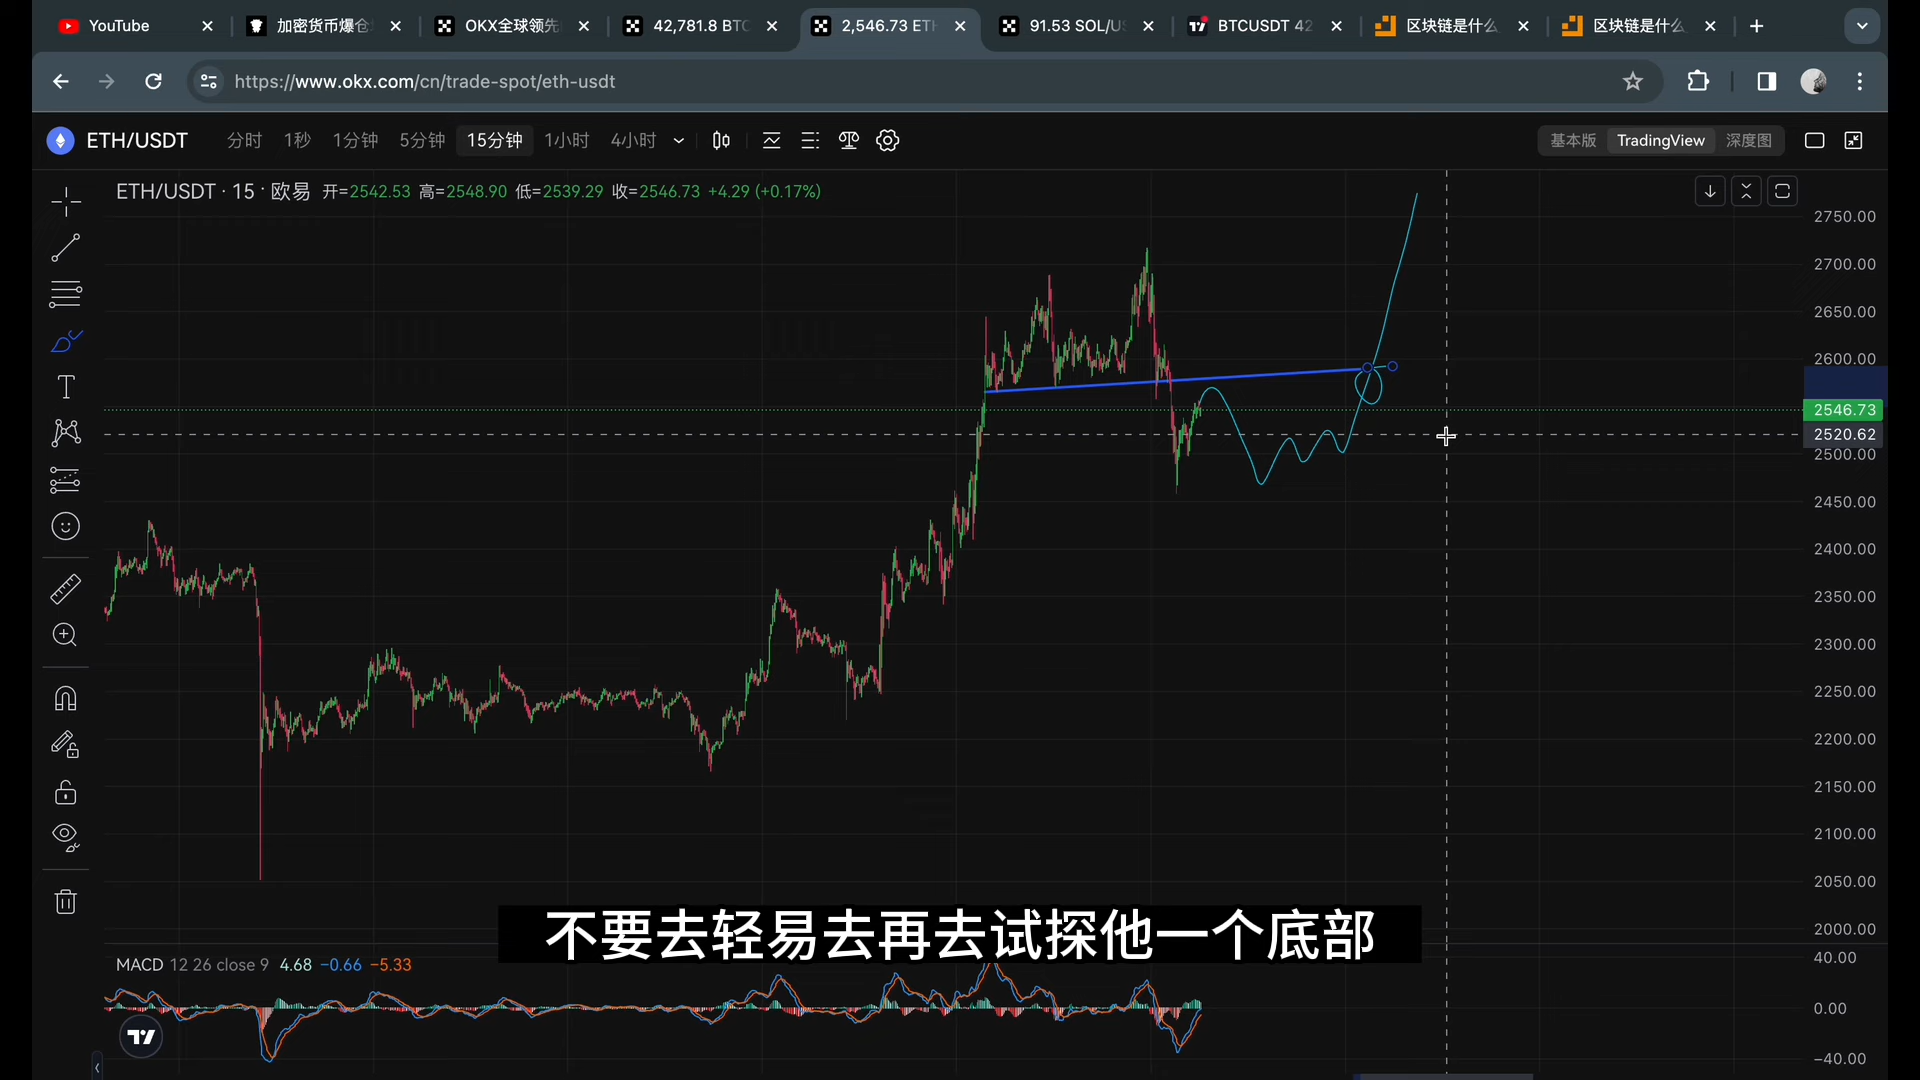 YouTube
加密货币爆仓
OKX全球领先
42,781.8 BTC
2,546.73 ETH
91.53 SOL/US
BTCUSDT 42
区块链是什么
区块链是什么
https://www.okx.com/cn/trade-spot/eth-usdt
ETH/USDT 分时 1秒 1分钟 5分钟 15分钟 1小时 4小时 基本版 TradingView 深度图
ETH/USDT · 15 · 欧易 开=2542.53 高=2548.90 低=2539.29 收=2546.73 +4.29 (+0.17%)
2750.00
2700.00
2650.00
2600.00
2546.73
2520.62
2500.00
2450.00
2400.00
2350.00
2300.00
2250.00
2200.00
2150.00
2100.00
2050.00
2000.00
不要去轻易去再去试探他一个底部
MACD 12 26 close 9 4.68 −0.66 −5.33
40.00
0.00
−40.00